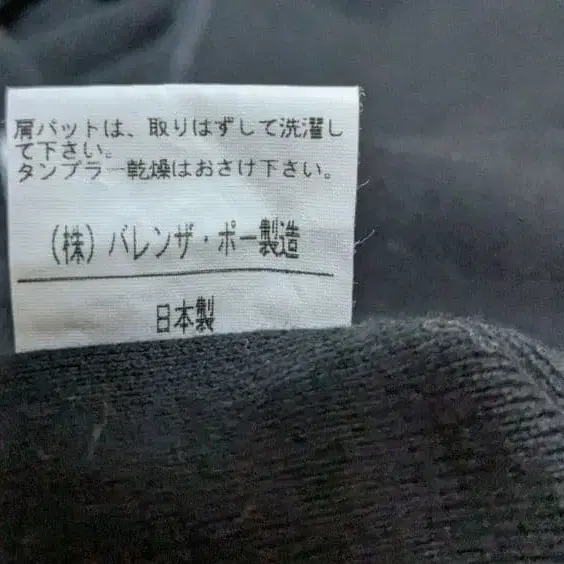 肩パットは、取りはずして洗濯し
て下さい。
タンブラー乾燥はおさけ下さい。
(株)バレンザ・ポー製造
日本製